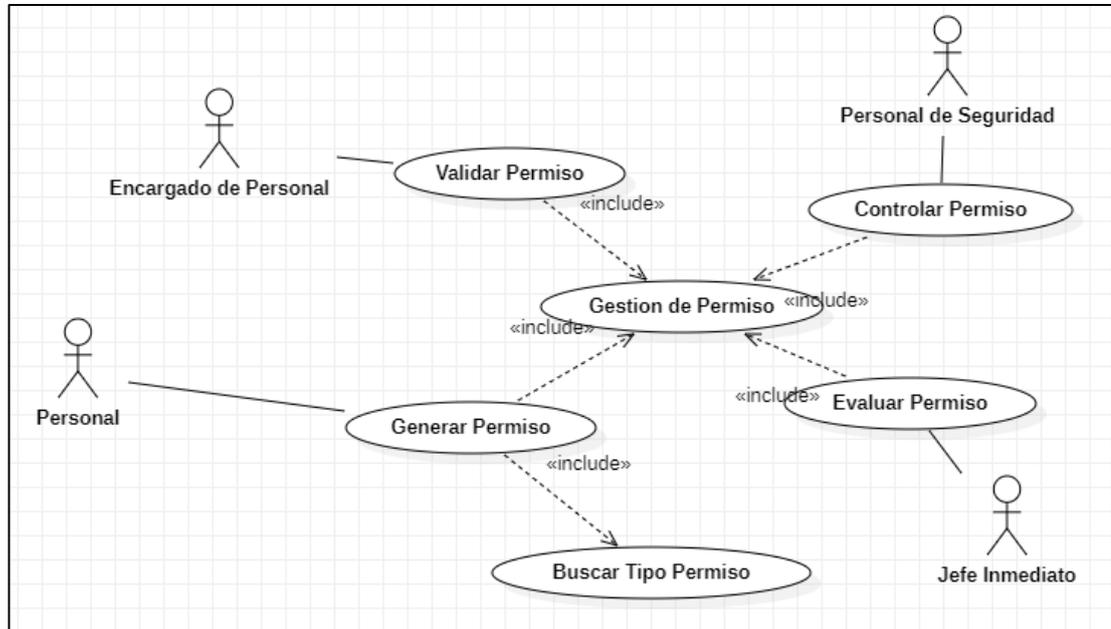 Personal de Seguridad
Encargado de Personal
Validar Permiso
«include»
Controlar Permiso
Gestion de Permiso
«include»
«include»
Personal
Generar Permiso
«include»
Evaluar Permiso
«include»
Buscar Tipo Permiso
Jefe Inmediato